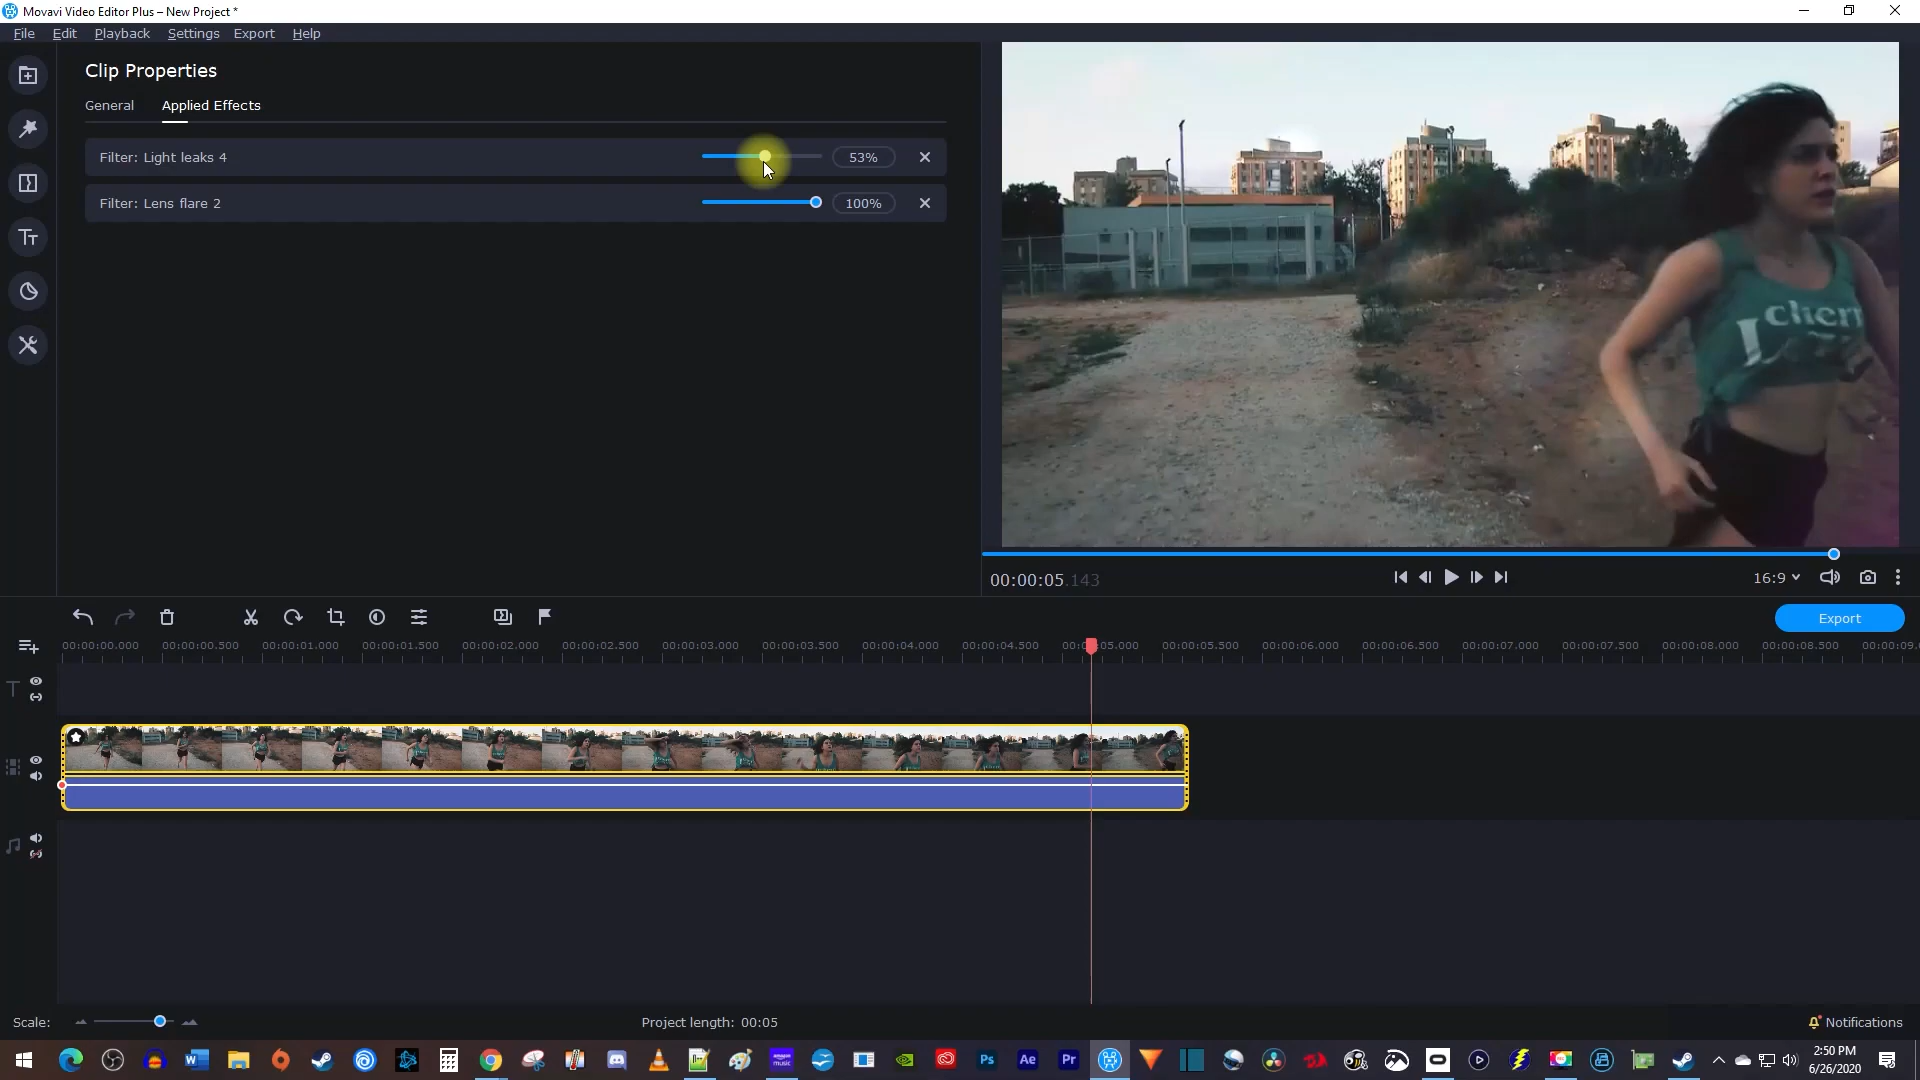 Movavi Video Editor Plus – New Project *
File Edit Playback Settings Export Help
Clip Properties
General Applied Effects
Filter: Light leaks 4 53%
Filter: Lens flare 2 100%
00:00:05.143
16:9
Export
00:00:00.000 00:00:00.500 00:00:01.000 00:00:01.500 00:00:02.000 00:00:02.500 00:00:03.000 00:00:03.500 00:00:04.000 00:00:04.500 05.000 00:00:05.500 00:00:06.000 00:00:06.500 00:00:07.000 00:00:07.500 00:00:08.000 00:00:08.500 00:00:09.
Scale:
Project length: 00:05
Notifications
2:50 PM
6/26/2020